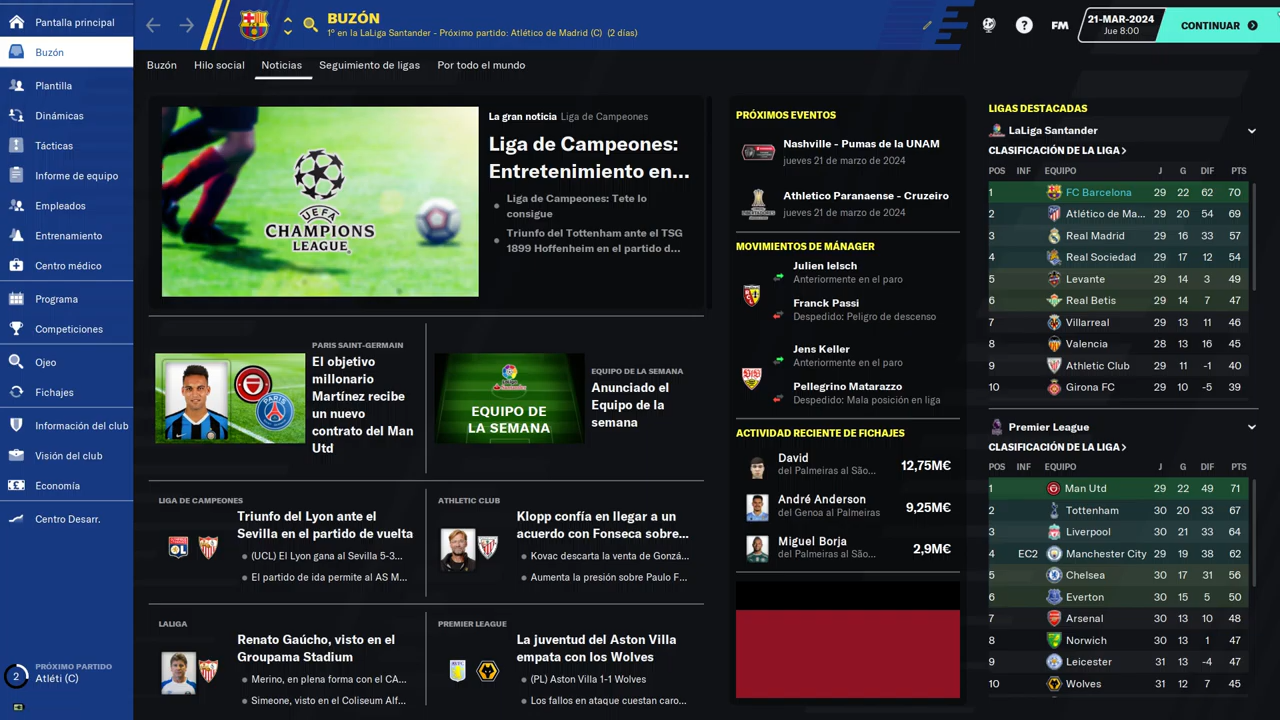 Pantalla principal
Buzón
Plantilla
Dinámicas
Tácticas
Informe de equipo
Empleados
Entrenamiento
Centro médico
Programa
Competiciones
Ojeo
Fichajes
Información del club
Visión del club
Economía
Centro Desarr.
2
PRÓXIMO PARTIDO
Atléti (C)
BUZÓN
1º en la LaLiga Santander - Próximo partido: Atlético de Madrid (C) (2 días)
FM
21-MAR-2024
Jue 8:00
CONTINUAR
Buzón
Hilo social
Noticias
Seguimiento de ligas
Por todo el mundo
UEFA
CHAMPIONS
LEAGUE
La gran noticia Liga de Campeones
Liga de Campeones:
Entretenimiento en...
Liga de Campeones: Tete lo
consigue
Triunfo del Tottenham ante el TSG
1899 Hoffenheim en el partido d...
PARIS SAINT-GERMAIN
El objetivo
millonario
Martínez recibe
un nuevo
contrato del Man
Utd
EQUIPO DE
LA SEMANA
EQUIPO DE LA SEMANA
Anunciado el
Equipo de la
semana
LIGA DE CAMPEONES
Triunfo del Lyon ante el
Sevilla en el partido de vuelta
(UCL) El Lyon gana al Sevilla 5-3...
El partido de ida permite al AS M...
ATHLETIC CLUB
Klopp confía en llegar a un
acuerdo con Fonseca sobre...
Kovac descarta la venta de Gonzá...
Aumenta la presión sobre Paulo F...
LALIGA
Renato Gaúcho, visto en el
Groupama Stadium
Merino, en plena forma con el CA...
Simeone, visto en el Coliseum Alf...
PREMIER LEAGUE
La juventud del Aston Villa
empata con los Wolves
(PL) Aston Villa 1-1 Wolves
Los fallos en ataque cuestan caro...
PRÓXIMOS EVENTOS
Nashville - Pumas de la UNAM
jueves 21 de marzo de 2024
Athletico Paranaense - Cruzeiro
jueves 21 de marzo de 2024
MOVIMIENTOS DE MÁNAGER
Julien Ielsch
Anteriormente en el paro
Franck Passi
Despedido: Peligro de descenso
Jens Keller
Anteriormente en el paro
Pellegrino Matarazzo
Despedido: Mala posición en liga
ACTIVIDAD RECIENTE DE FICHAJES
David
del Palmeiras al São...
12,75M€
André Anderson
del Genoa al Palmeiras
9,25M€
Miguel Borja
del Palmeiras al São...
2,9M€
LIGAS DESTACADAS
LaLiga Santander
CLASIFICACIÓN DE LA LIGA
POS INF EQUIPO J G DIF PTS
1 FC Barcelona 29 22 62 70
2 Atlético de Ma... 29 20 54 69
3 Real Madrid 29 16 33 57
4 Real Sociedad 29 17 12 54
5 Levante 29 14 3 49
6 Real Betis 29 14 7 47
7 Villarreal 29 13 11 46
8 Valencia 28 13 16 45
9 Athletic Club 29 11 -1 40
10 Girona FC 29 10 -5 39
Premier League
CLASIFICACIÓN DE LA LIGA
POS INF EQUIPO J G DIF PTS
1 Man Utd 29 22 49 71
2 Tottenham 30 20 33 67
3 Liverpool 30 21 33 64
4 EC2 Manchester City 29 19 38 62
5 Chelsea 30 17 31 56
6 Everton 30 15 5 50
7 Arsenal 30 13 10 48
8 Norwich 30 13 1 47
9 Leicester 31 13 -4 47
10 Wolves 31 12 7 45